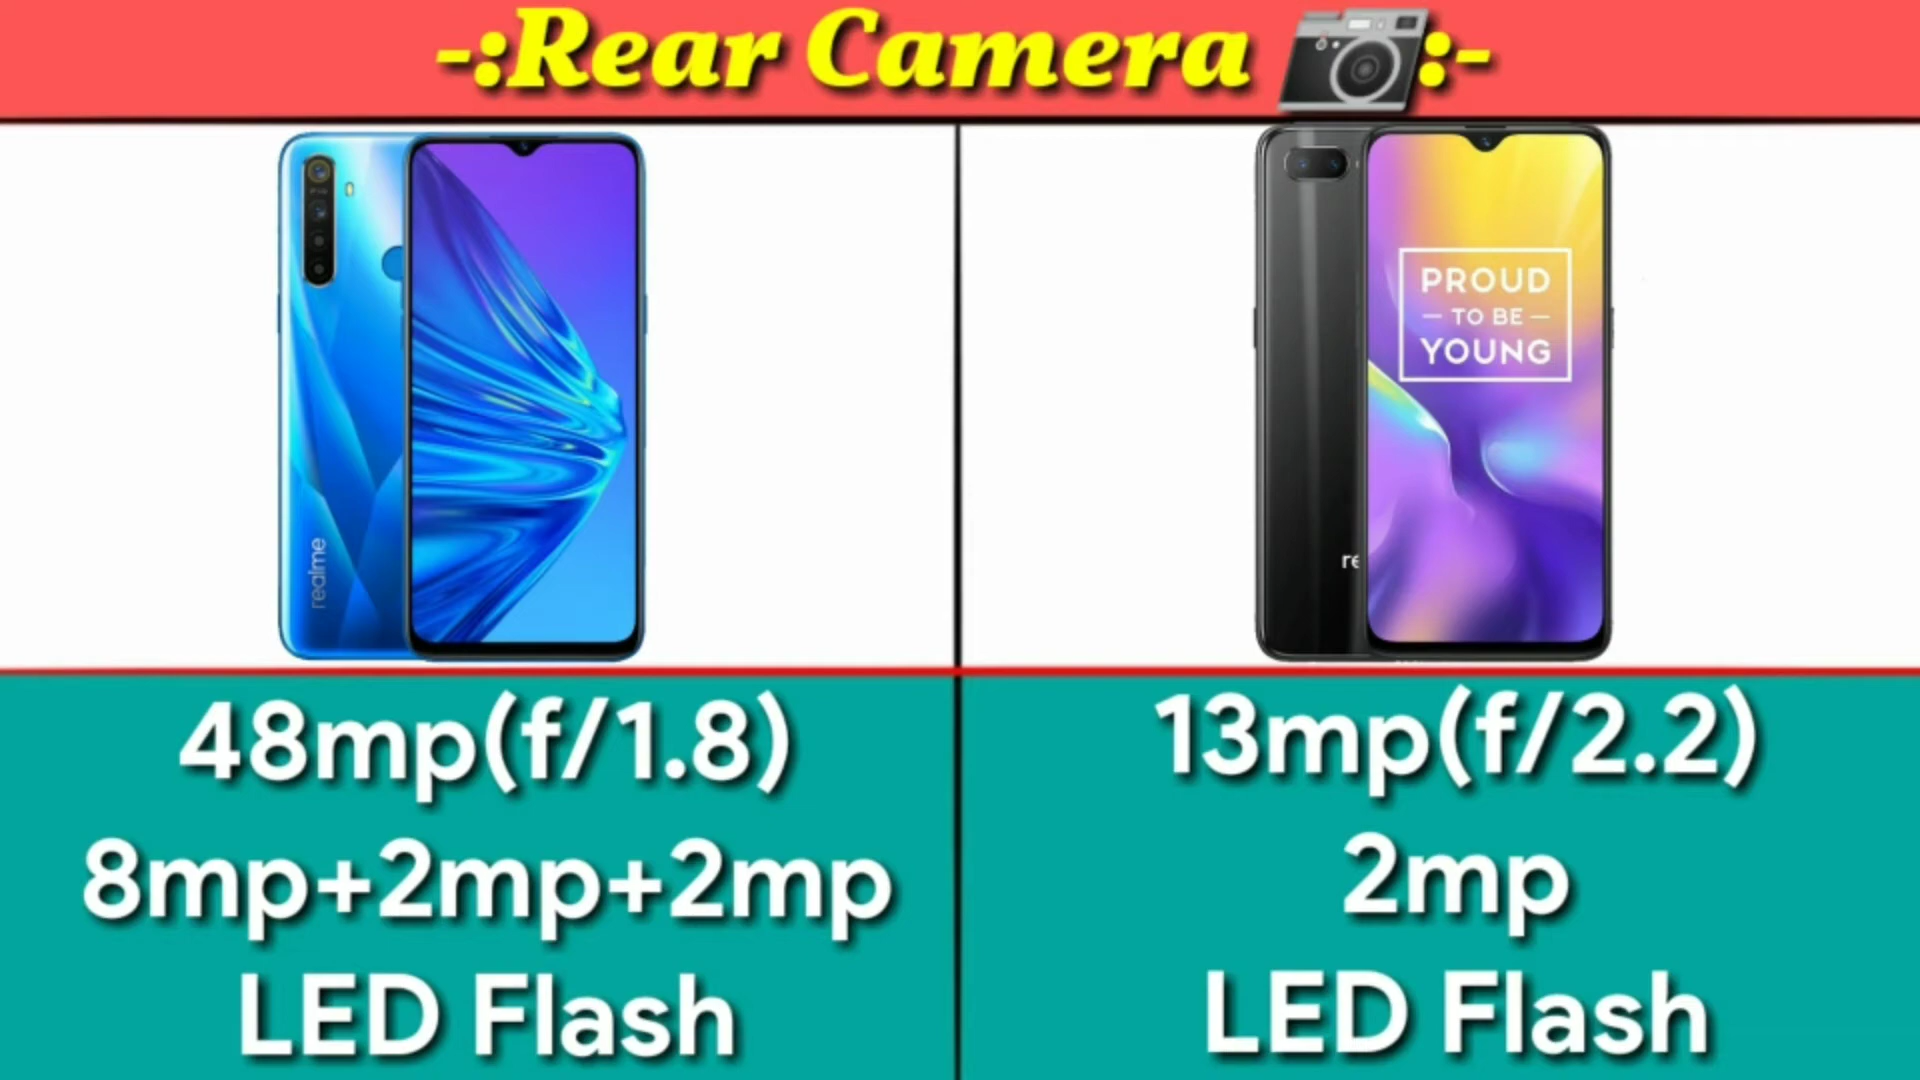 -:Rear Camera 📷:-
realme
PROUD
— TO BE —
YOUNG
re
48mp(f/1.8)
8mp+2mp+2mp
LED Flash
13mp(f/2.2)
2mp
LED Flash